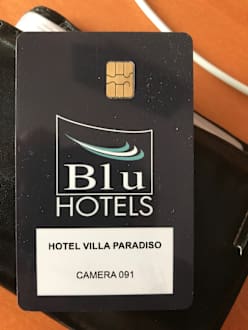 Blu
HOTELS
HOTEL VILLA PARADISO
CAMERA 091